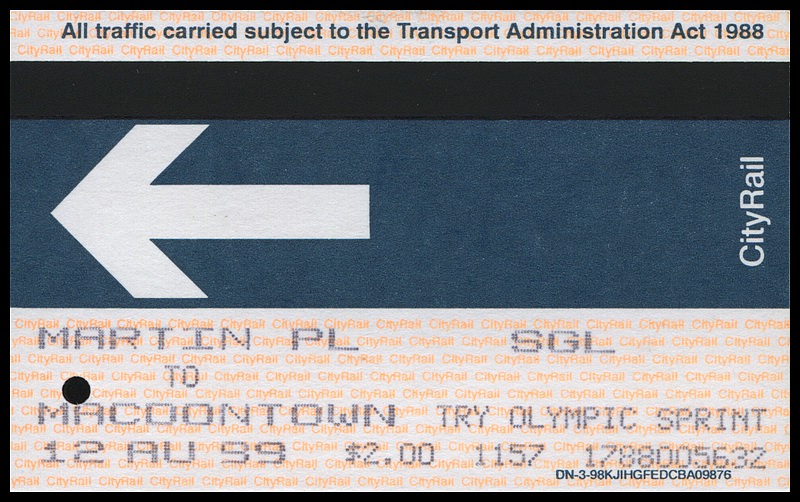 All traffic carried subject to the Transport Administration Act 1988
CityRail
MARTIN PL SGL
TO
MACDONTOWN TRY OLYMPIC SPRINT
12 AU 99 $2.00 1157 1788005632
DN-3-98KJIHGFEDCBA09876